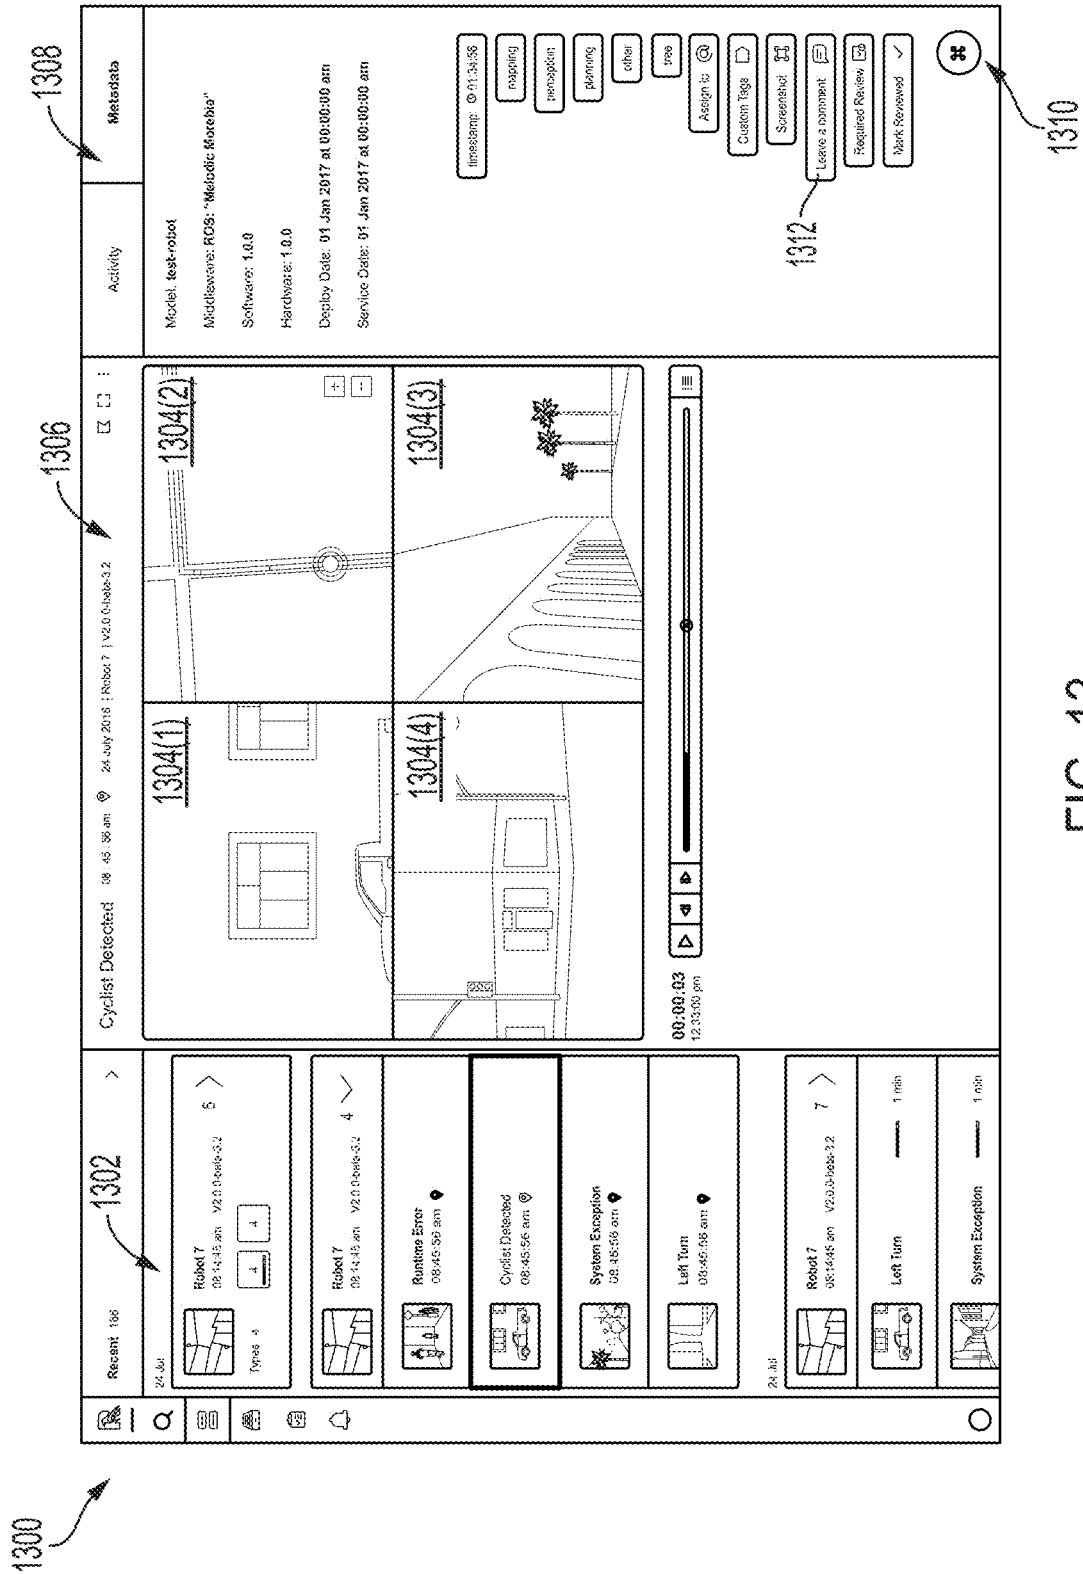 1300
1302
1306
1308
Recent 166
24 Jul
Robot 7
08:14:45 am V2.0.0-beta-3.2
5
Types 4
4
4
Robot 7
08:14:45 am V2.0.0-beta-3.2
4
Runtime Error
08:45:56 am
Cyclist Detected
08:45:56 am
System Exception
08:45:56 am
Left Turn
08:45:56 am
24 Jul
Robot 7
08:14:45 am V2.0.0-beta-3.2
7
Left Turn
1 min
System Exception
1 min
Cyclist Detected 08 : 45 : 56 am 24 July 2018 | Robot 7 | V2.0.0-beta-3.2
1304(1)
1304(2)
1304(4)
1304(3)
00:00:03
12:33:00 pm
Activity
Metadata
Model: test-robot
Middleware: ROS: "Melodic Morenia"
Software: 1.0.0
Hardware: 1.0.0
Deploy Date: 01 Jan 2017 at 00:00:00 am
Service Date: 01 Jan 2017 at 00:00:00 am
timestamp: 01:34:56
mapping
perception
planning
other
tree
Assign to
Custom Tags
Screenshot
Leave a comment
Required Review
Mark Reviewed
1312
1310